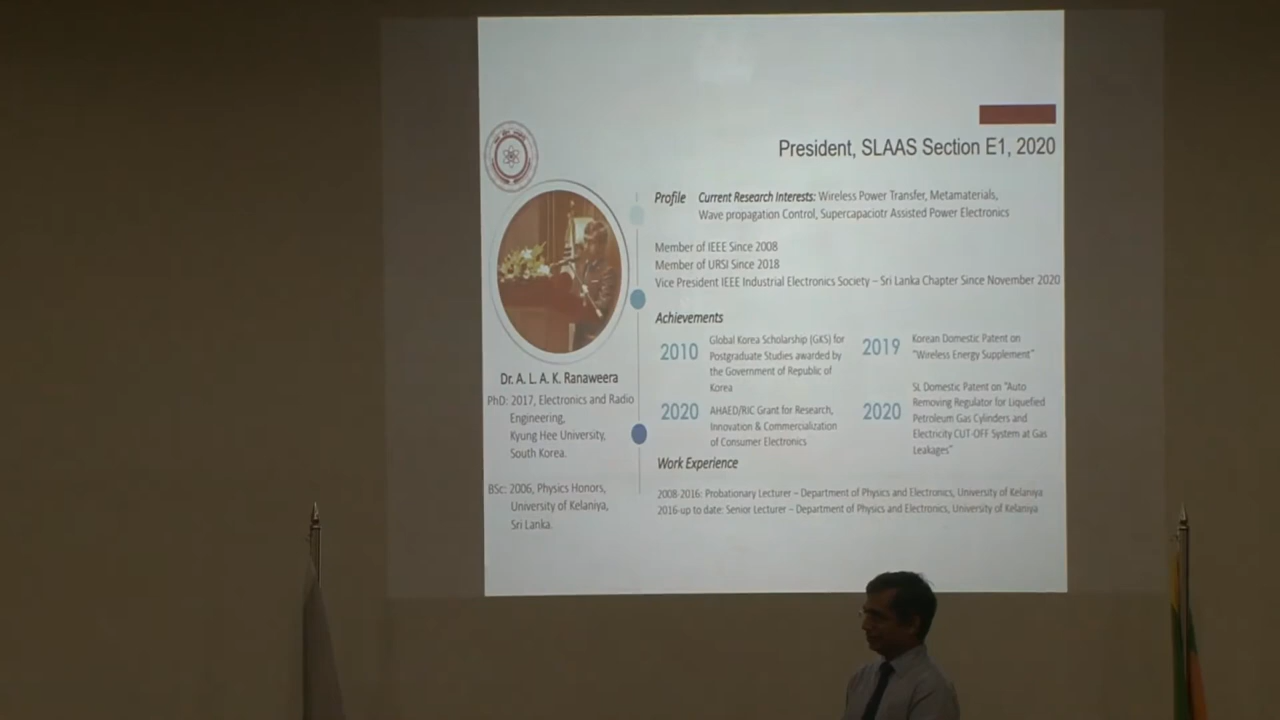 President, SLAAS Section E1, 2020
Profile Current Research Interests: Wireless Power Transfer, Metamaterials,
Wave propagation Control, Supercapaciotr Assisted Power Electronics
Member of IEEE Since 2008
Member of URSI Since 2018
Vice President IEEE Industrial Electronics Society – Sri Lanka Chapter Since November 2020
Achievements
2010
Global Korea Scholarship (GKS) for
Postgraduate Studies awarded by
the Government of Republic of
Korea
2019
Korean Domestic Patent on
"Wireless Energy Supplement"
2020
AHAED/RIC Grant for Research,
Innovation & Commercialization
of Consumer Electronics
2020
SL Domestic Patent on "Auto
Removing Regulator for Liquefied
Petroleum Gas Cylinders and
Electricity CUT-OFF System at Gas
Leakages"
Work Experience
2008-2016: Probationary Lecturer – Department of Physics and Electronics, University of Kelaniya
2016-up to date: Senior Lecturer – Department of Physics and Electronics, University of Kelaniya
Dr. A. L. A. K. Ranaweera
PhD: 2017, Electronics and Radio
Engineering,
Kyung Hee University,
South Korea.
BSc: 2006, Physics Honors,
University of Kelaniya,
Sri Lanka.